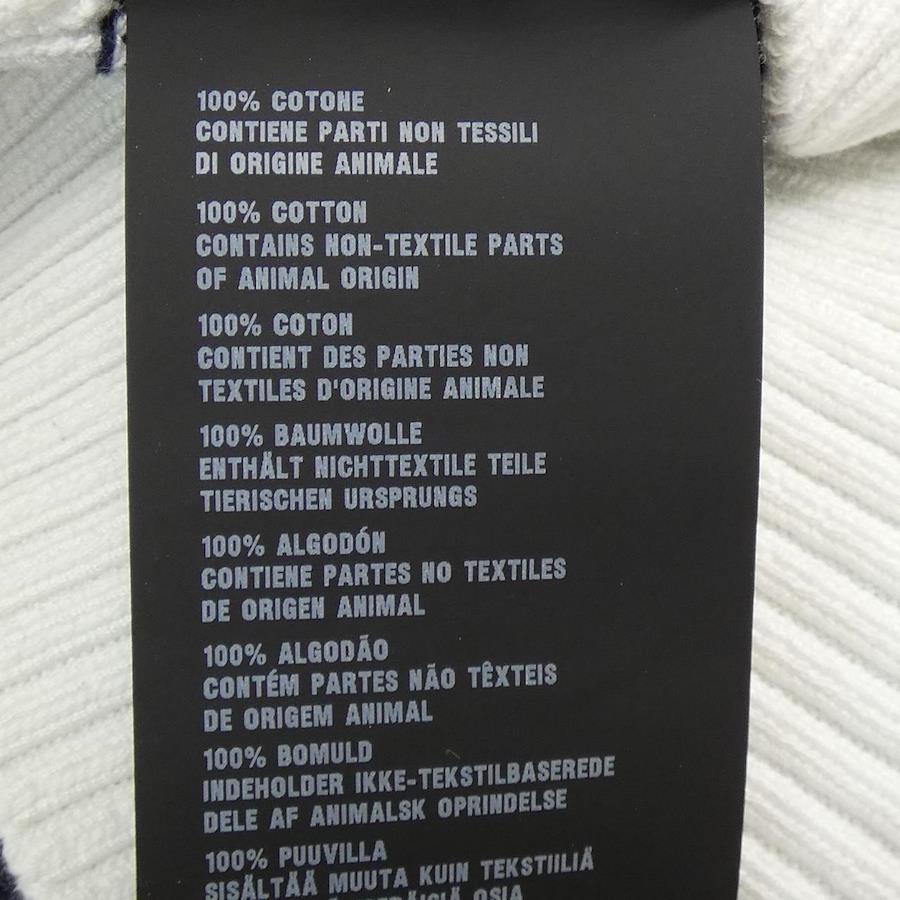 100% COTONE
CONTIENE PARTI NON TESSILI
DI ORIGINE ANIMALE
100% COTTON
CONTAINS NON-TEXTILE PARTS
OF ANIMAL ORIGIN
100% COTON
CONTIENT DES PARTIES NON
TEXTILES D'ORIGINE ANIMALE
100% BAUMWOLLE
ENTHÄLT NICHTTEXTILE TEILE
TIERISCHEN URSPRUNGS
100% ALGODÓN
CONTIENE PARTES NO TEXTILES
DE ORIGEN ANIMAL
100% ALGODÃO
CONTÉM PARTES NÃO TÊXTEIS
DE ORIGEM ANIMAL
100% BOMULD
INDEHOLDER IKKE-TEKSTILBASEREDE
DELE AF ANIMALSK OPRINDELSE
100% PUUVILLA
SISÄLTÄÄ MUUTA KUIN TEKSTIILIÄ
OSIA